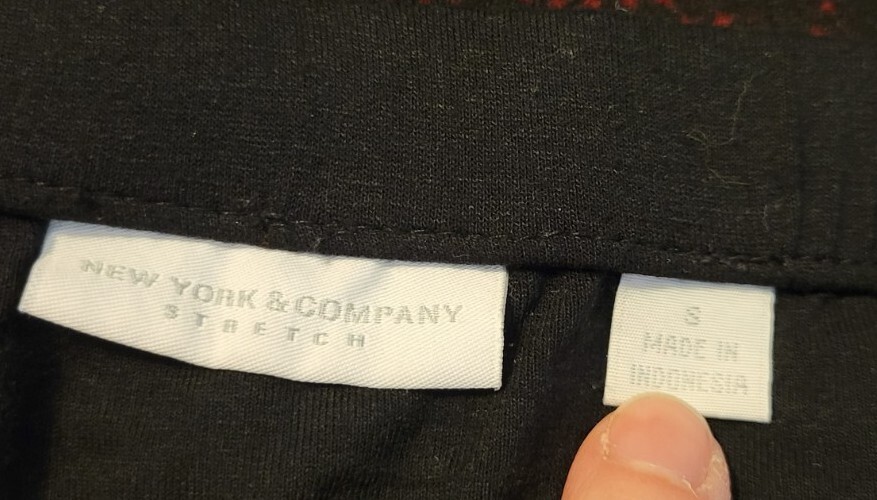 NEW YORK & COMPANY
STRETCH
S
MADE IN
INDONESIA